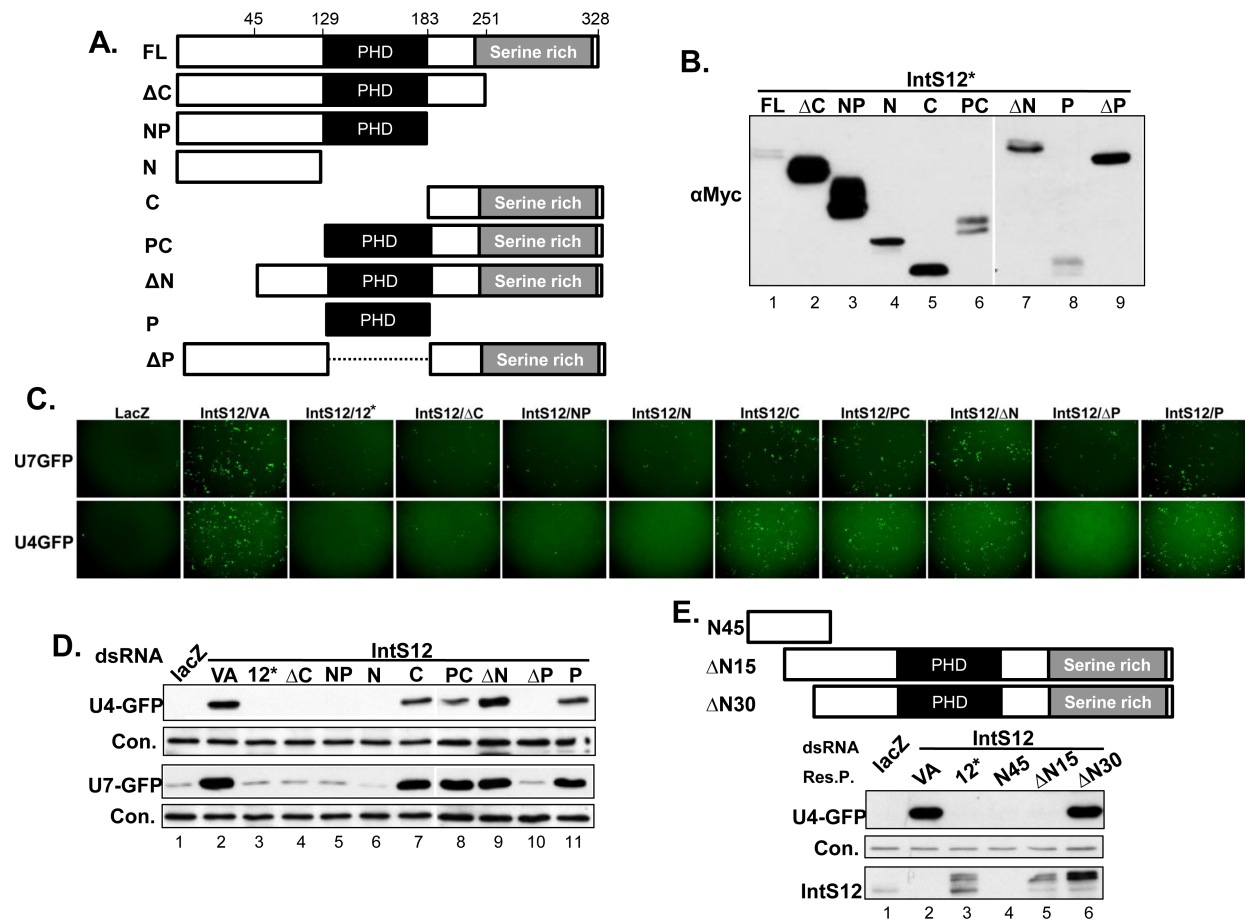 A.
45 129 183 251 328
FL PHD Serine rich
ΔC PHD
NP PHD
N
C Serine rich
PC PHD Serine rich
ΔN PHD Serine rich
P PHD
ΔP Serine rich
B.
IntS12*
FL ΔC NP N C PC ΔN P ΔP
αMyc
1 2 3 4 5 6 7 8 9
C.
LacZ IntS12/VA IntS12/12* IntS12/ΔC IntS12/NP IntS12/N IntS12/C IntS12/PC IntS12/ΔN IntS12/ΔP IntS12/P
U7GFP
U4GFP
D.
dsRNA lacZ IntS12
VA 12* ΔC NP N C PC ΔN ΔP P
U4-GFP
Con.
U7-GFP
Con.
1 2 3 4 5 6 7 8 9 10 11
E.
N45
ΔN15 PHD Serine rich
ΔN30 PHD Serine rich
dsRNA lacZ IntS12
Res.P. VA 12* N45 ΔN15 ΔN30
U4-GFP
Con.
IntS12
1 2 3 4 5 6